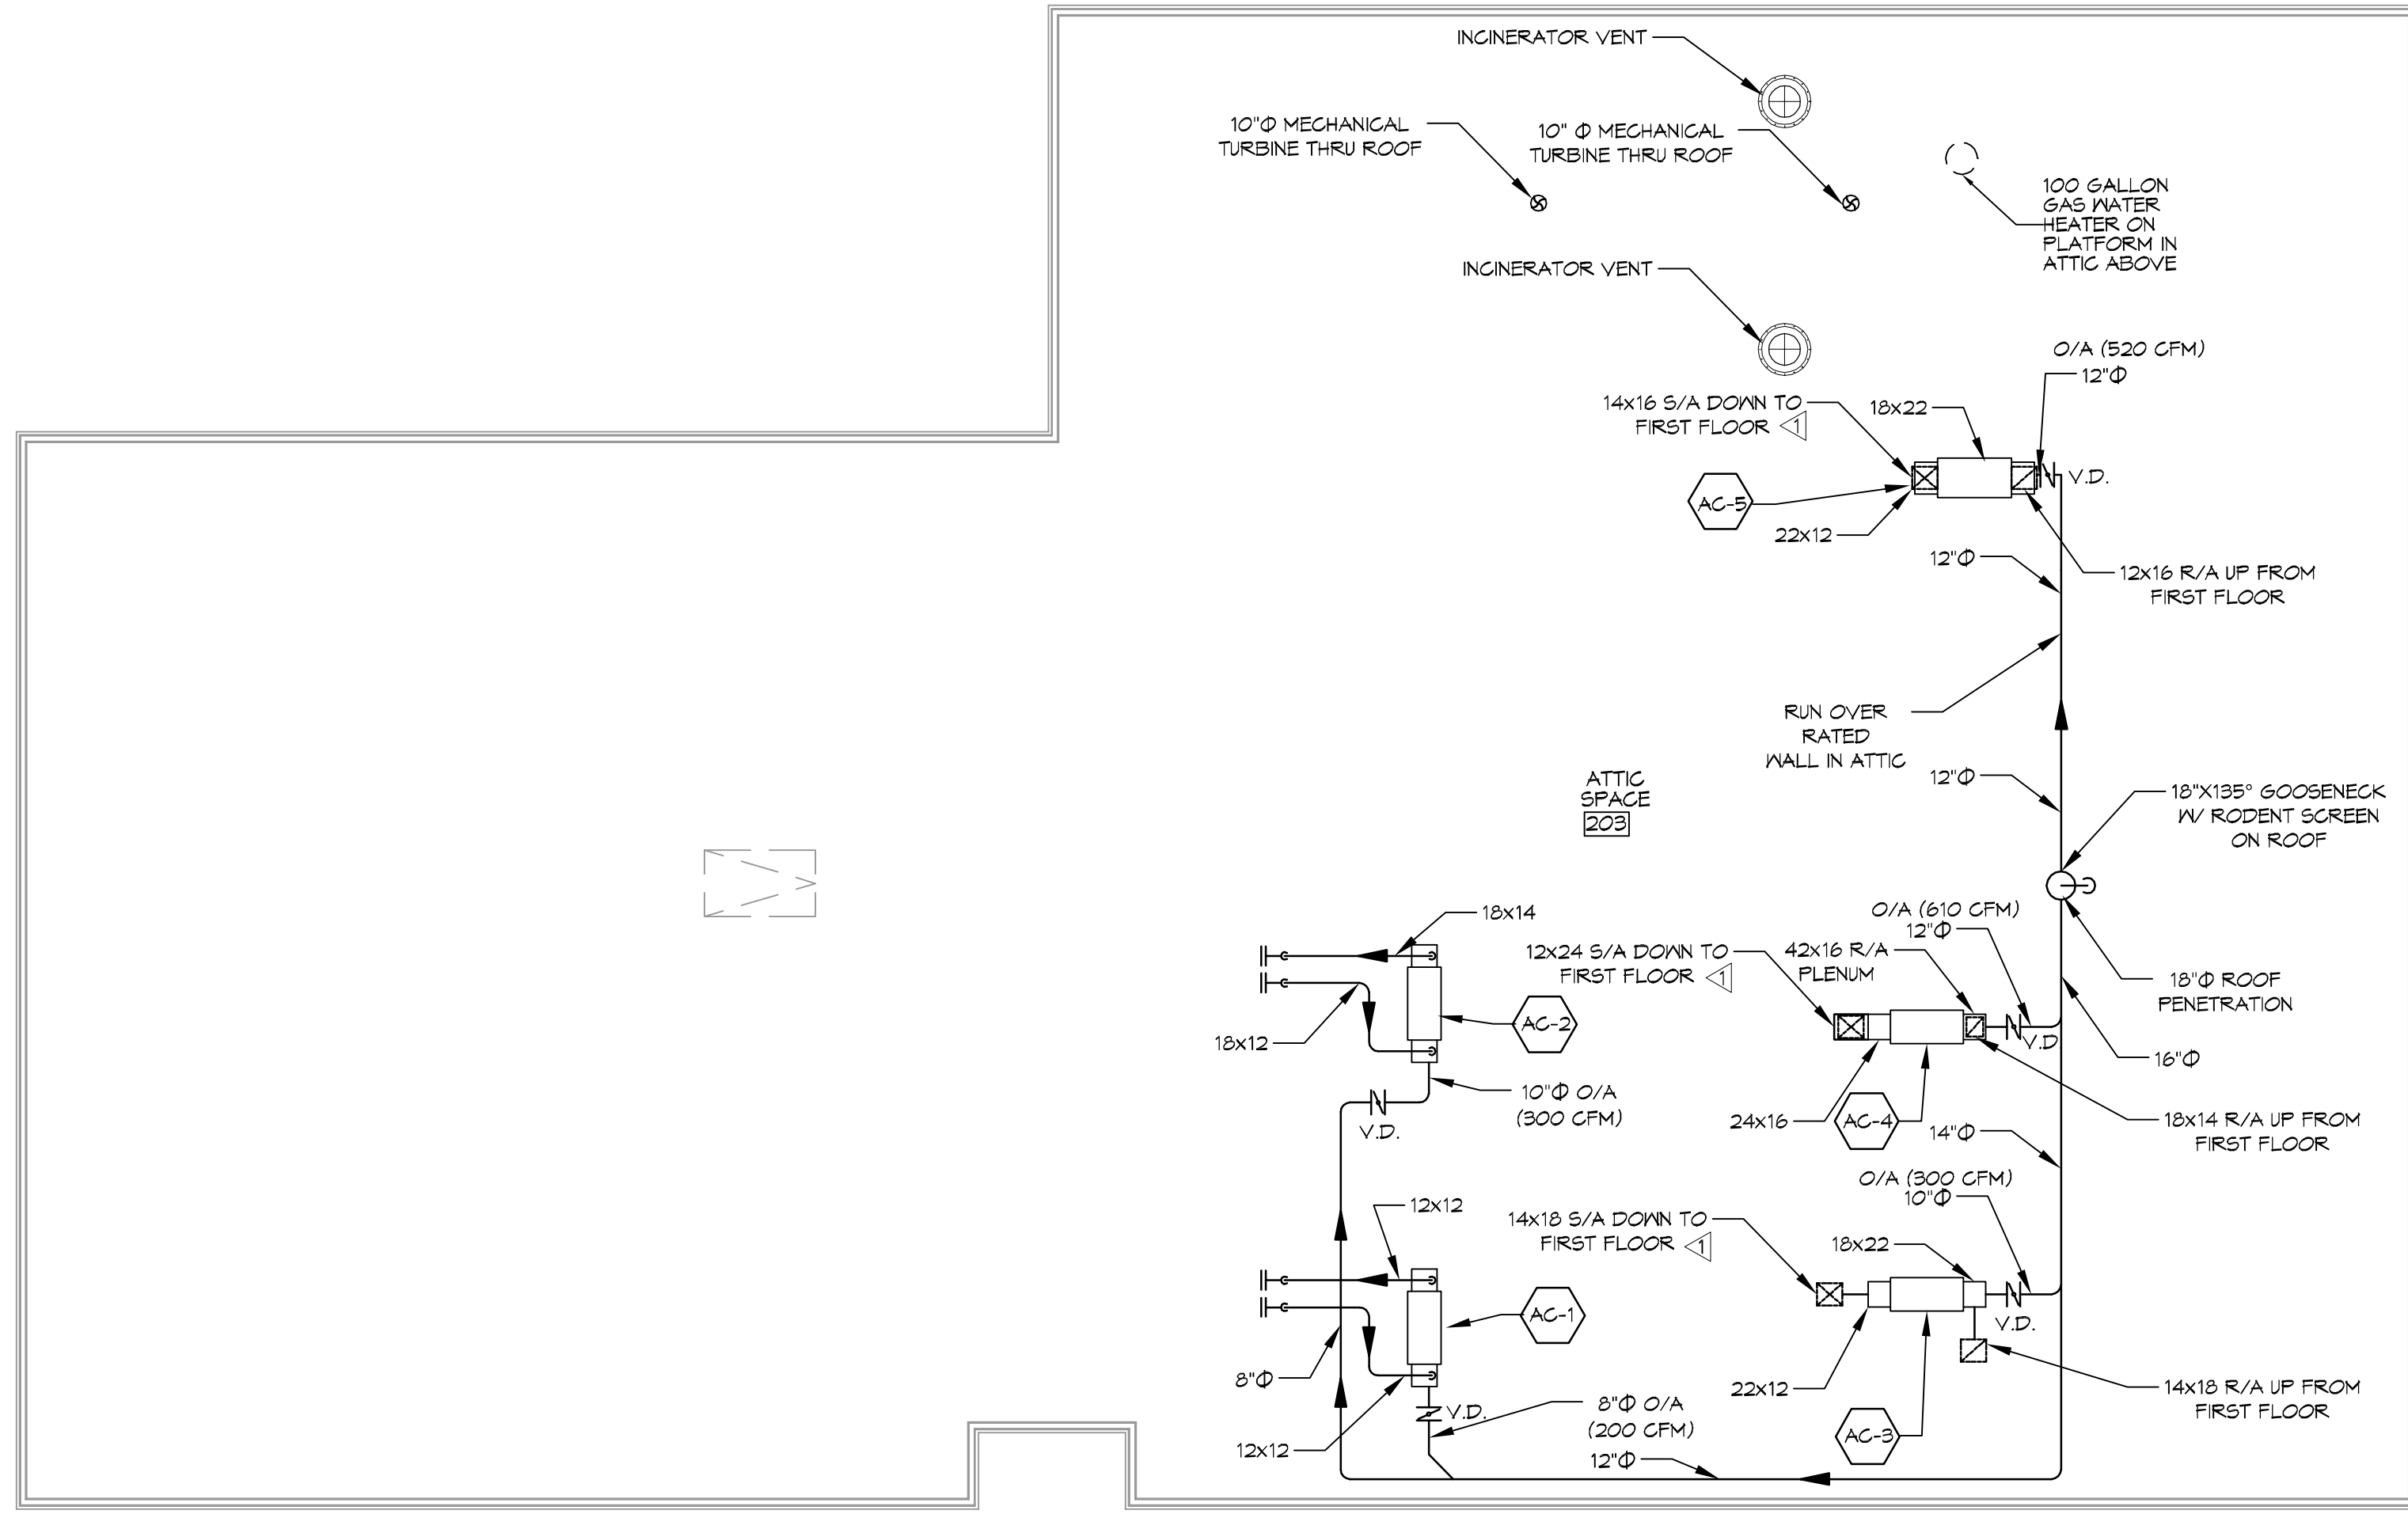 INCINERATOR VENT
10"Φ MECHANICAL
TURBINE THRU ROOF
10" Φ MECHANICAL
TURBINE THRU ROOF
100 GALLON
GAS WATER
HEATER ON
PLATFORM IN
ATTIC ABOVE
INCINERATOR VENT
O/A (520 CFM)
12"Φ
14x16 S/A DOWN TO
FIRST FLOOR 1
18x22
V.D.
AC-5
22x12
12"Φ
12x16 R/A UP FROM
FIRST FLOOR
RUN OVER
RATED
WALL IN ATTIC
12"Φ
ATTIC
SPACE
203
18"X135° GOOSENECK
W/ RODENT SCREEN
ON ROOF
18x14
O/A (610 CFM)
12"Φ
12x24 S/A DOWN TO
FIRST FLOOR 1
42x16 R/A
PLENUM
18"Φ ROOF
PENETRATION
AC-2
18x12
V.D
16"Φ
10"Φ O/A
(300 CFM)
V.D.
24x16
AC-4
14"Φ
18x14 R/A UP FROM
FIRST FLOOR
O/A (300 CFM)
10"Φ
12x12
14x18 S/A DOWN TO
FIRST FLOOR 1
18x22
AC-1
V.D.
8"Φ
22x12
14x18 R/A UP FROM
FIRST FLOOR
8"Φ O/A
(200 CFM)
V.D.
AC-3
12x12
12"Φ